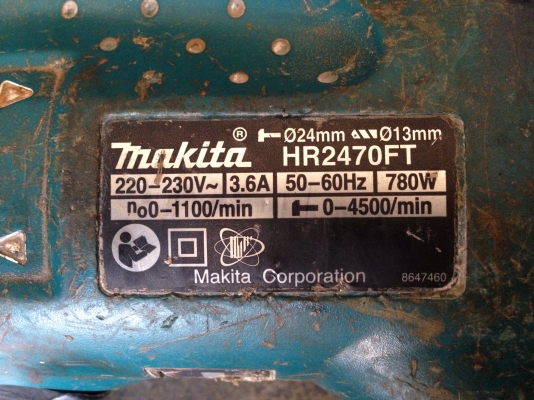 Makita® Ø24mm Ø13mm
HR2470FT
220-230V~ 3.6A 50-60Hz 780W
n₀0-1100/min 0-4500/min
Makita Corporation 8647460